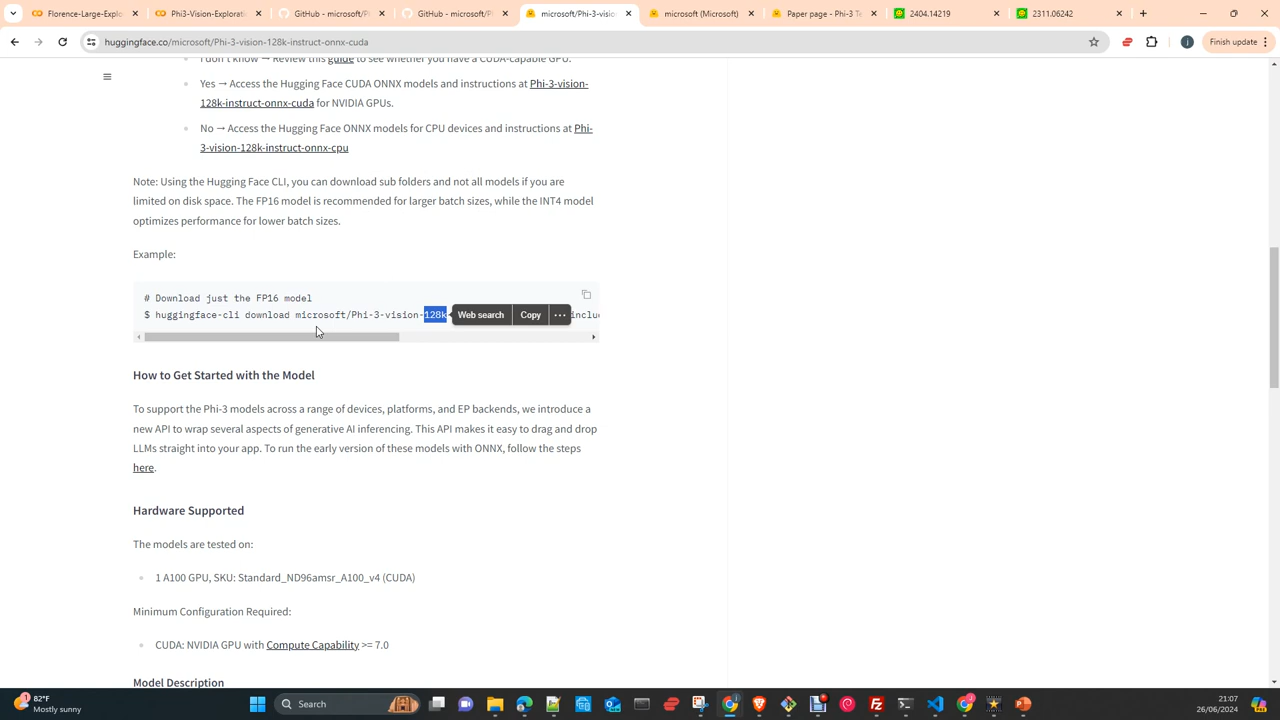 Florence-Large-Explo
Phi3-Vision-Exploratio
GitHub - microsoft/P
GitHub - microsoft/P
microsoft/Phi-3-visio
microsoft (Microsoft)
Paper page - Phi-3 Te
2404.14219
2311.06242
huggingface.co/microsoft/Phi-3-vision-128k-instruct-onnx-cuda
Finish update
I don't know → Review this guide to see whether you have a CUDA-capable GPU.
Yes → Access the Hugging Face CUDA ONNX models and instructions at Phi-3-vision-
128k-instruct-onnx-cuda for NVIDIA GPUs.
No → Access the Hugging Face ONNX models for CPU devices and instructions at Phi-
3-vision-128k-instruct-onnx-cpu
Note: Using the Hugging Face CLI, you can download sub folders and not all models if you are
limited on disk space. The FP16 model is recommended for larger batch sizes, while the INT4 model
optimizes performance for lower batch sizes.
Example:
# Download just the FP16 model
$ huggingface-cli download microsoft/Phi-3-vision-128k
Web search Copy ···
inclu
How to Get Started with the Model
To support the Phi-3 models across a range of devices, platforms, and EP backends, we introduce a
new API to wrap several aspects of generative AI inferencing. This API makes it easy to drag and drop
LLMs straight into your app. To run the early version of these models with ONNX, follow the steps
here.
Hardware Supported
The models are tested on:
1 A100 GPU, SKU: Standard_ND96amsr_A100_v4 (CUDA)
Minimum Configuration Required:
CUDA: NVIDIA GPU with Compute Capability >= 7.0
Model Description
82°F
Mostly sunny
Search
21:07
26/06/2024